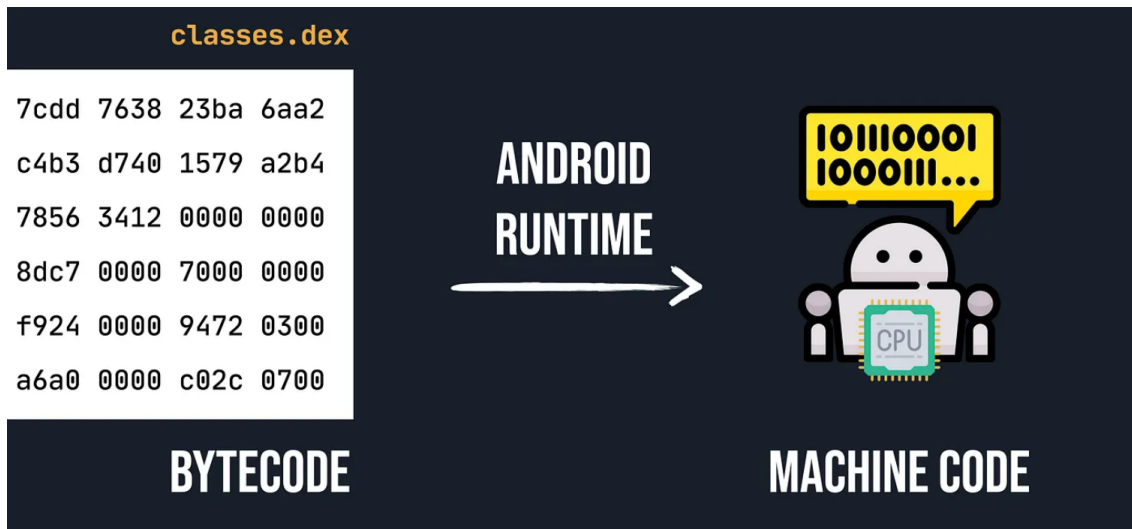 classes.dex
7cdd 7638 23ba 6aa2
c4b3 d740 1579 a2b4
7856 3412 0000 0000
8dc7 0000 7000 0000
f924 0000 9472 0300
a6a0 0000 c02c 0700
BYTECODE
ANDROID
RUNTIME
101110001
1000111...
CPU
MACHINE CODE